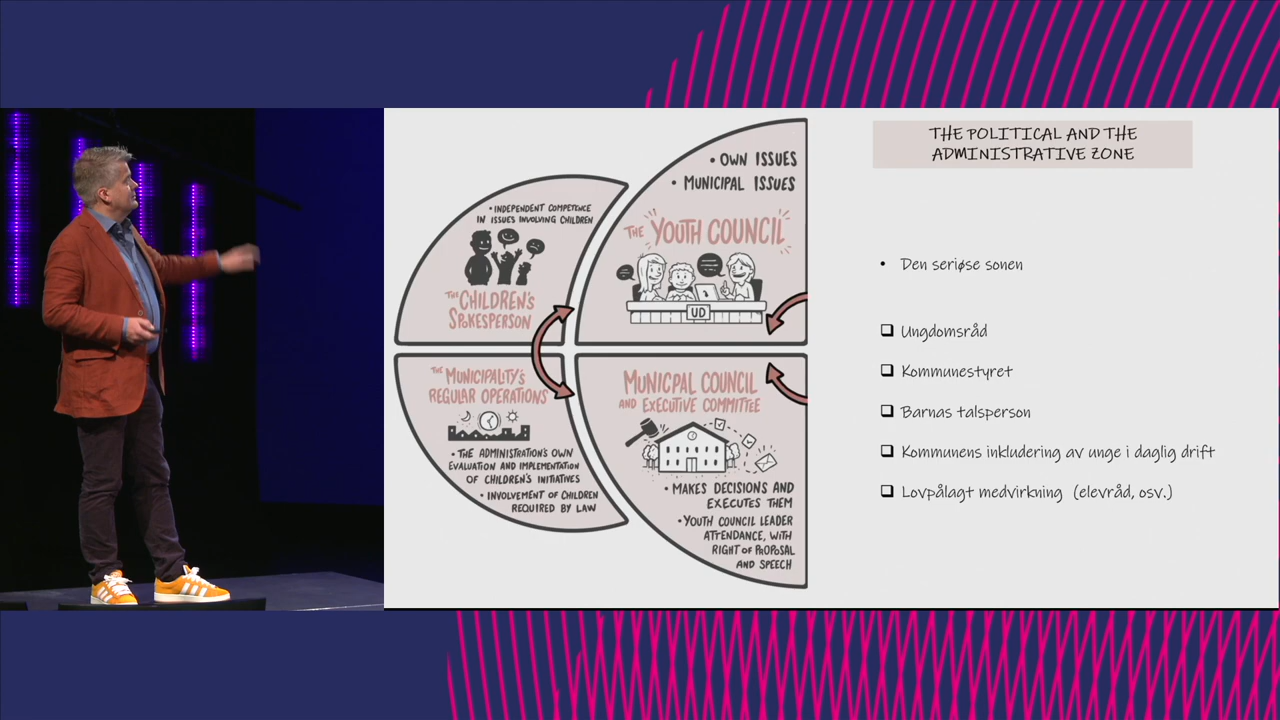 • INDEPENDENT COMPETENCE
IN ISSUES INVOLVING CHILDREN
THE CHILDREN'S
SPOKESPERSON
• OWN ISSUES
• MUNICIPAL ISSUES
THE YOUTH COUNCIL
UD
THE MUNICIPALITY'S
REGULAR OPERATIONS
• THE ADMINISTRATION'S OWN
EVALUATION AND IMPLEMENTATION
OF CHILDREN'S INITIATIVES
• INVOLVEMENT OF CHILDREN
REQUIRED BY LAW
MUNICPAL COUNCIL
AND EXECUTIVE COMMITTEE
• MAKES DECISIONS AND
EXECUTES THEM
• YOUTH COUNCIL LEADER
ATTENDANCE, WITH
RIGHT OF PROPOSAL
AND SPEECH
THE POLITICAL AND THE
ADMINISTRATIVE ZONE
• Den seriøse sonen
❑ Ungdomsråd
❑ Kommunestyret
❑ Barnas talsperson
❑ Kommunens inkludering av unge i daglig drift
❑ Lovpålagt medvirkning (elevråd, osv.)